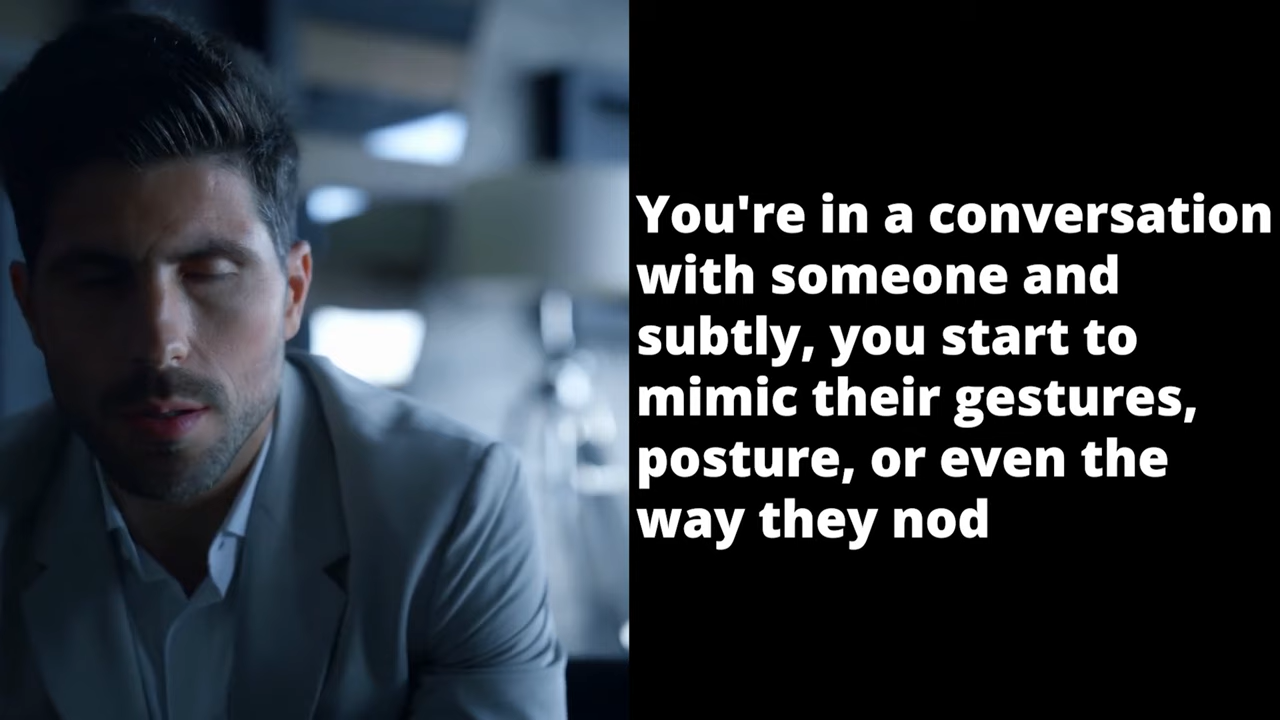 You're in a conversation
with someone and
subtly, you start to
mimic their gestures,
posture, or even the
way they nod